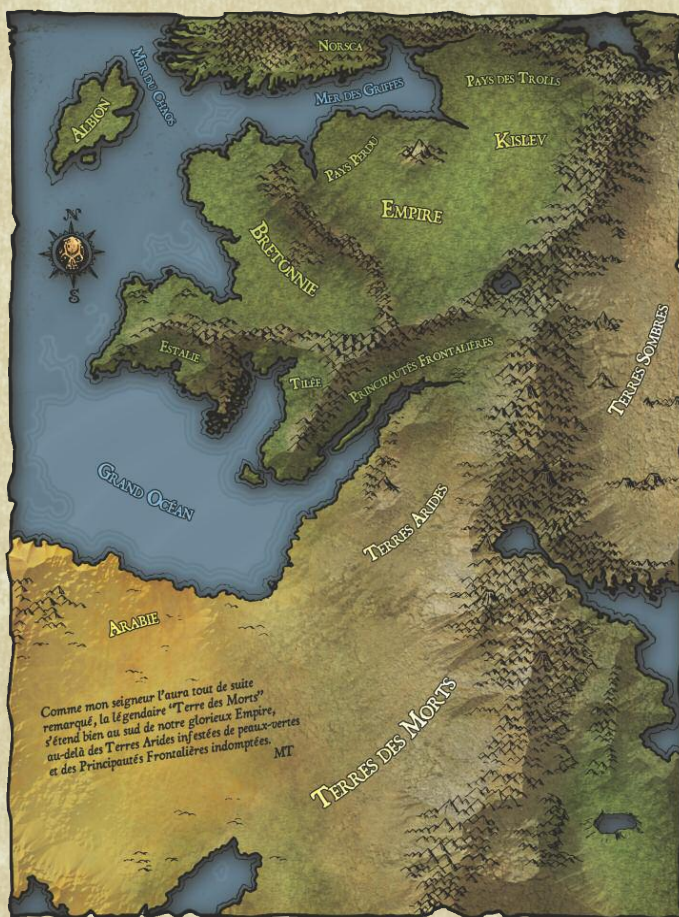 NORSCA
MER DU CHAOS
ALBION
MER DES GRIFFES
PAYS DES TROLLS
KISLEV
PAYS PERDU
EMPIRE
N
BRETONNIE
S
ESTALIE
TILÉE
PRINCIPAUTÉS FRONTALIÈRES
TERRES SOMBRES
GRAND OCÉAN
TERRES ARIDES
ARABIE
Comme mon seigneur l'aura tout de suite
remarqué, la légendaire "Terre des Morts"
s'étend bien au sud de notre glorieux Empire,
au-delà des Terres Arides infestées de peaux-vertes
et des Principautés Frontalières indomptées.
MT
TERRES DES MORTS